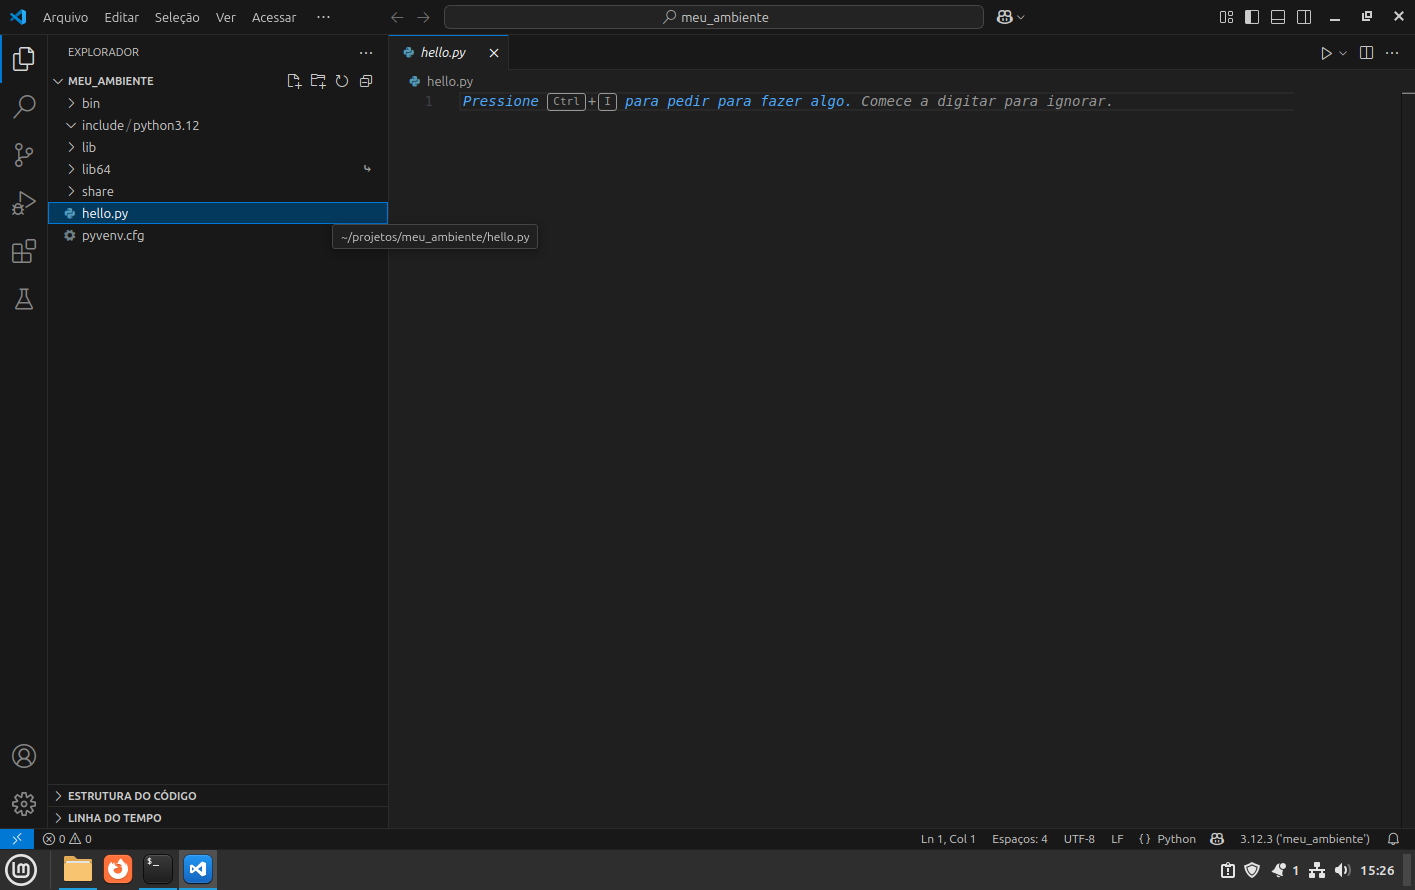 Arquivo Editar Seleção Ver Acessar ··· meu_ambiente
EXPLORADOR
hello.py
MEU_AMBIENTE
hello.py
bin
1 Pressione Ctrl+I para pedir para fazer algo. Comece a digitar para ignorar.
include/python3.12
lib
lib64
share
hello.py
pyvenv.cfg
~/projetos/meu_ambiente/hello.py
ESTRUTURA DO CÓDIGO
LINHA DO TEMPO
0 0 Ln 1, Col 1 Espaços: 4 UTF-8 LF {} Python 3.12.3 ('meu_ambiente')
1 15:26